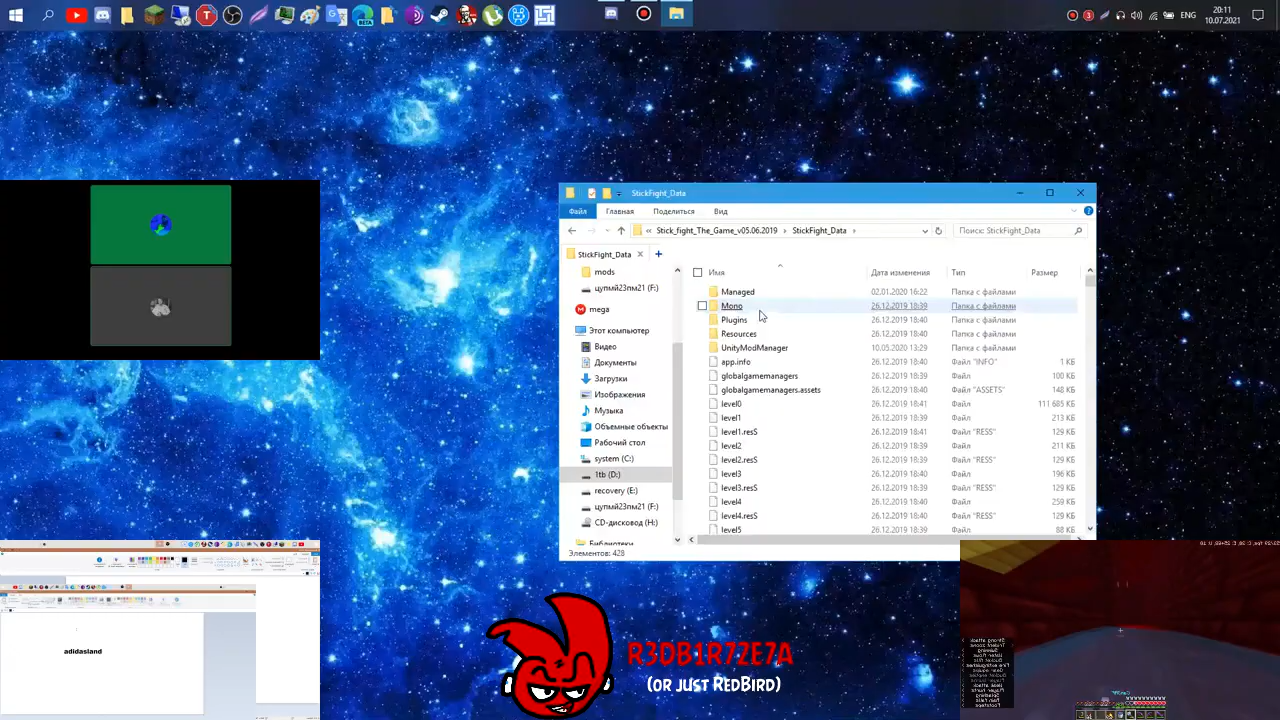 20:11
ENG
10.07.2021
StickFight_Data
Файл
Главная
Поделиться
Вид
« Stick_fight_The_Game_v05.06.2019 › StickFight_Data ›
Поиск: StickFight_Data
StickFight_Data
mods
цупмй23пм21 (F:)
mega
Этот компьютер
Видео
Документы
Загрузки
Изображения
Музыка
Объемные объекты
Рабочий стол
system (C:)
1tb (D:)
recovery (E:)
цупмй23пм21 (F:)
CD-дисковод (H:)
Библиотеки
Имя Дата изменения Тип Размер
Managed 02.01.2020 16:22 Папка с файлами
Mono 26.12.2019 18:39 Папка с файлами
Plugins 26.12.2019 18:40 Папка с файлами
Resources 26.12.2019 18:40 Папка с файлами
UnityModManager 10.05.2020 13:29 Папка с файлами
app.info 26.12.2019 18:40 Файл "INFO" 1 КБ
globalgamemanagers 26.12.2019 18:39 Файл 100 КБ
globalgamemanagers.assets 26.12.2019 18:40 Файл "ASSETS" 148 КБ
level0 26.12.2019 18:41 Файл 111 685 КБ
level1 26.12.2019 18:39 Файл 213 КБ
level1.resS 26.12.2019 18:41 Файл "RESS" 129 КБ
level2 26.12.2019 18:39 Файл 211 КБ
level2.resS 26.12.2019 18:39 Файл "RESS" 129 КБ
level3 26.12.2019 18:40 Файл 196 КБ
level3.resS 26.12.2019 18:39 Файл "RESS" 129 КБ
level4 26.12.2019 18:40 Файл 259 КБ
level4.resS 26.12.2019 18:40 Файл "RESS" 129 КБ
level5 26.12.2019 18:39 Файл 88 КБ
Элементов: 428
adidasland
R3DB1R7ZE7A
(or just RedBird)